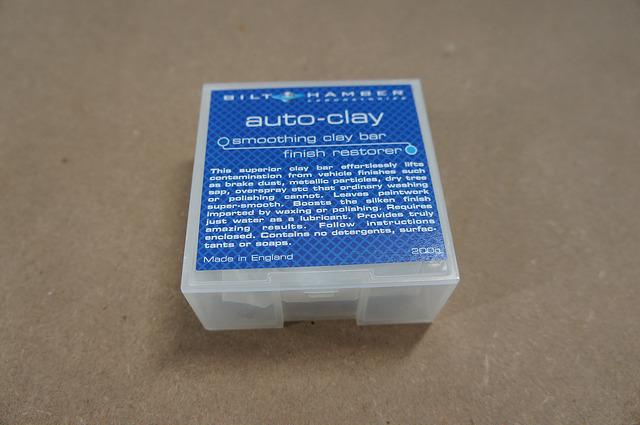 BILT HAMBER
LABORATORIES
auto-clay
smoothing clay bar
finish restorer
This superior clay bar effortlessly lifts
contamination from vehicle finishes such
as brake dust, metallic particles, dry tree
sap, overspray etc that ordinary washing
or polishing cannot. Leaves paintwork
super-smooth. Boosts the silken finish
imparted by waxing or polishing. Requires
just water as a lubricant. Provides truly
amazing results. Follow instructions
enclosed. Contains no detergents, surfac-
tants or soaps.
Made in England 200g